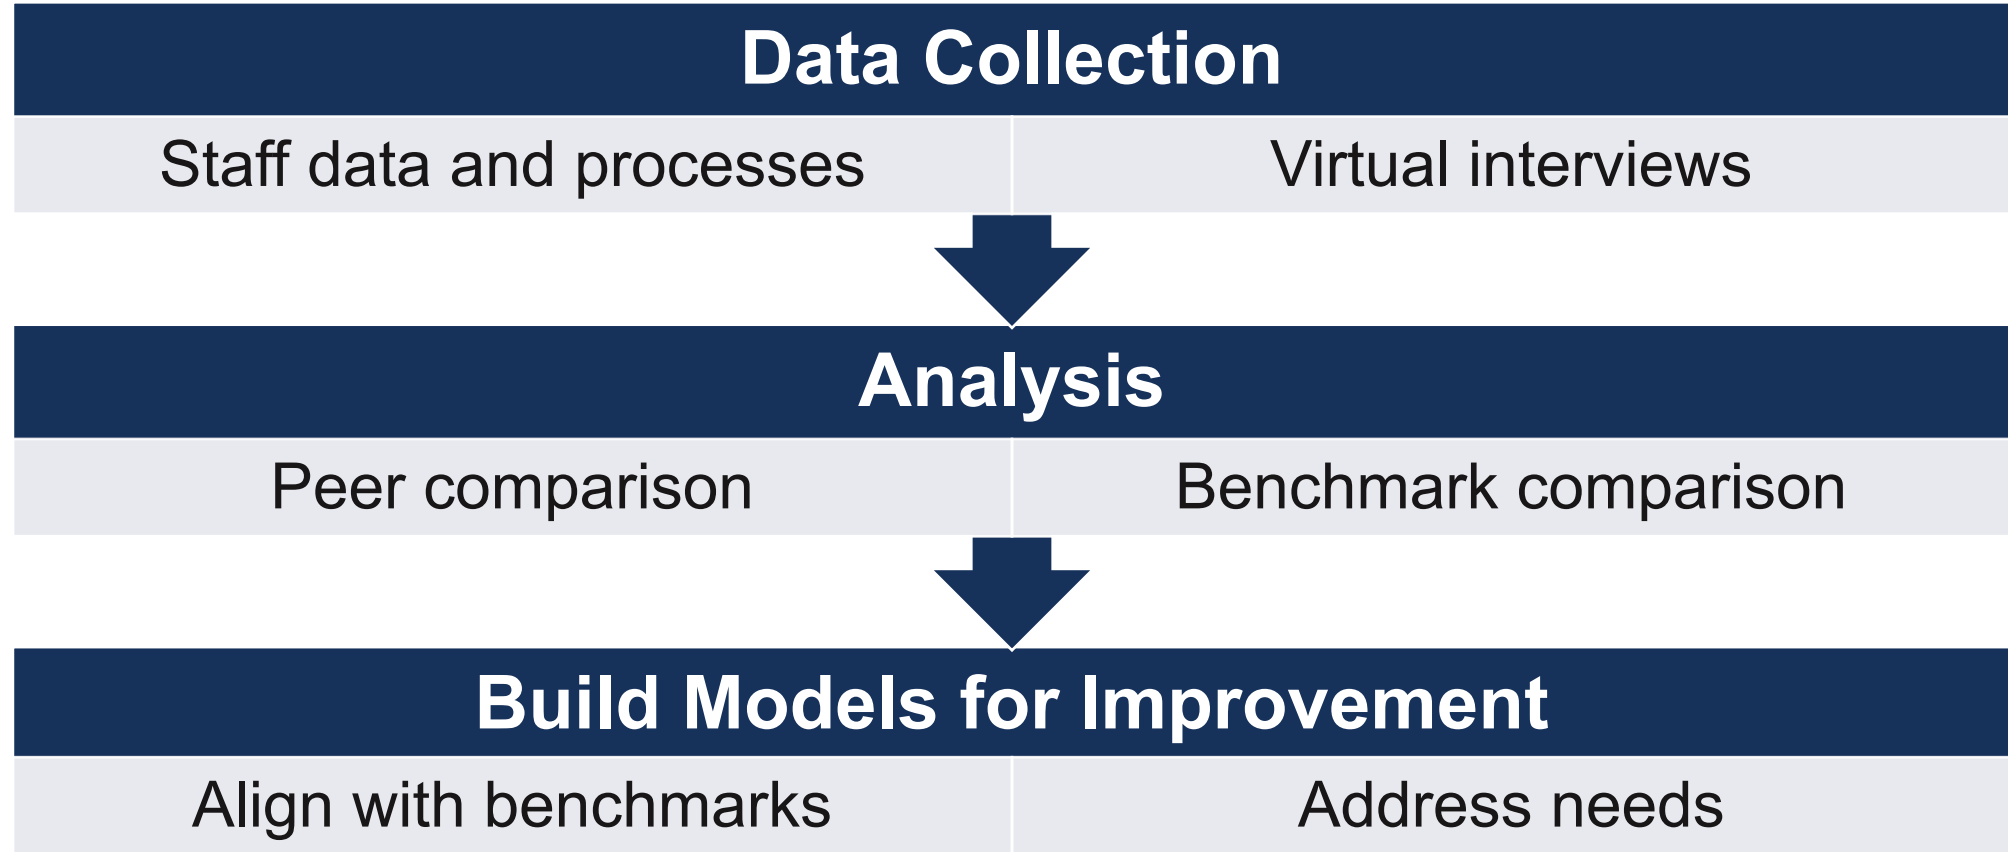 Data Collection
Staff data and processes
Virtual interviews
Analysis
Peer comparison
Benchmark comparison
Build Models for Improvement
Align with benchmarks
Address needs